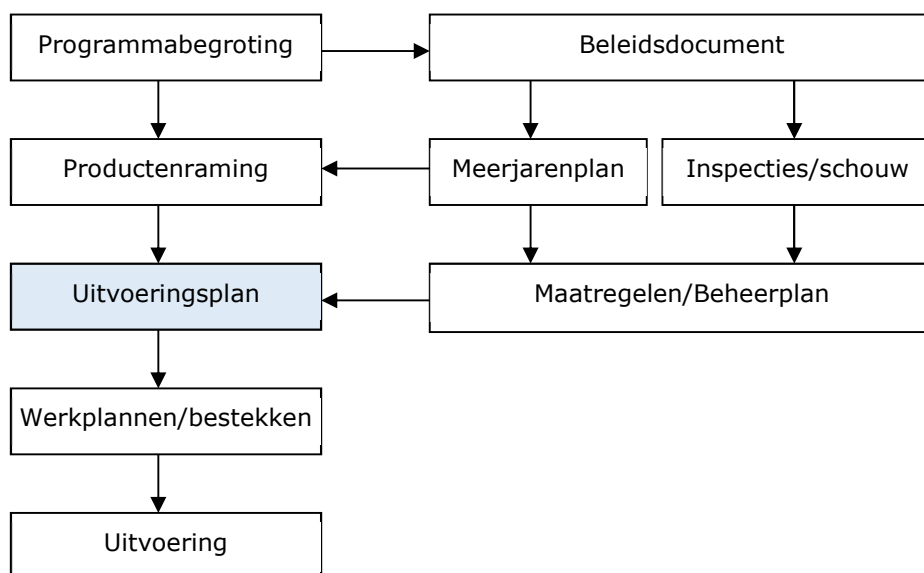 Programmabegroting
Beleidsdocument
Productenraming
Meerjarenplan
Inspecties/schouw
Uitvoeringsplan
Maatregelen/Beheerplan
Werkplannen/bestekken
Uitvoering